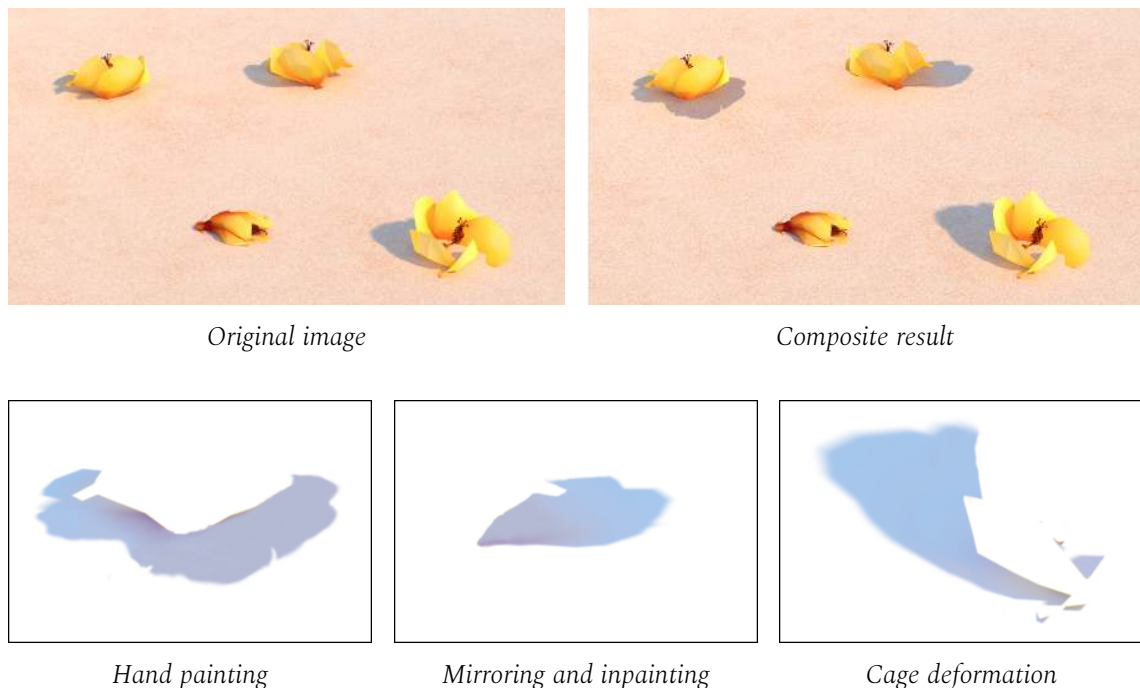 Original image
Composite result
Hand painting
Mirroring and inpainting
Cage deformation